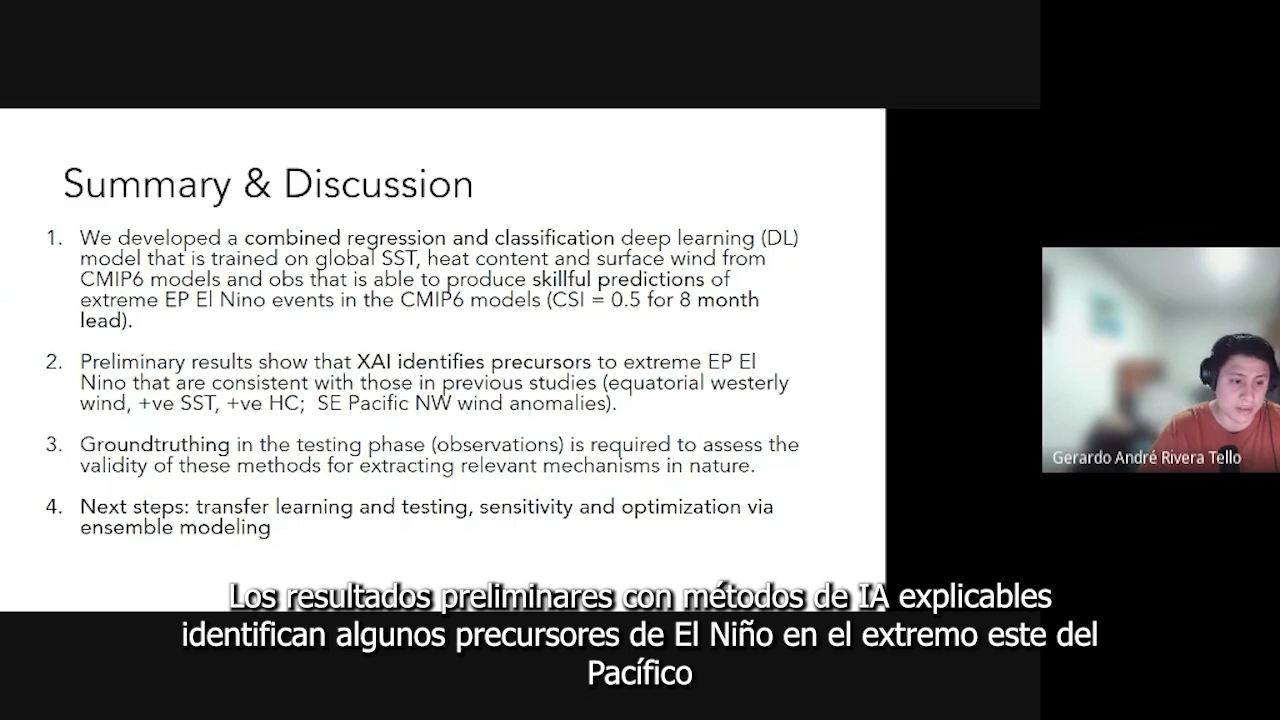 Summary & Discussion
1. We developed a combined regression and classification deep learning (DL)
model that is trained on global SST, heat content and surface wind from
CMIP6 models and obs that is able to produce skillful predictions of
extreme EP El Nino events in the CMIP6 models (CSI = 0.5 for 8 month
lead).
2. Preliminary results show that XAI identifies precursors to extreme EP El
Nino that are consistent with those in previous studies (equatorial westerly
wind, +ve SST, +ve HC; SE Pacific NW wind anomalies).
3. Groundtruthing in the testing phase (observations) is required to assess the
validity of these methods for extracting relevant mechanisms in nature.
4. Next steps: transfer learning and testing, sensitivity and optimization via
ensemble modeling
Gerardo André Rivera Tello
Los resultados preliminares con métodos de IA explicables
identifican algunos precursores de El Niño en el extremo este del
Pacífico